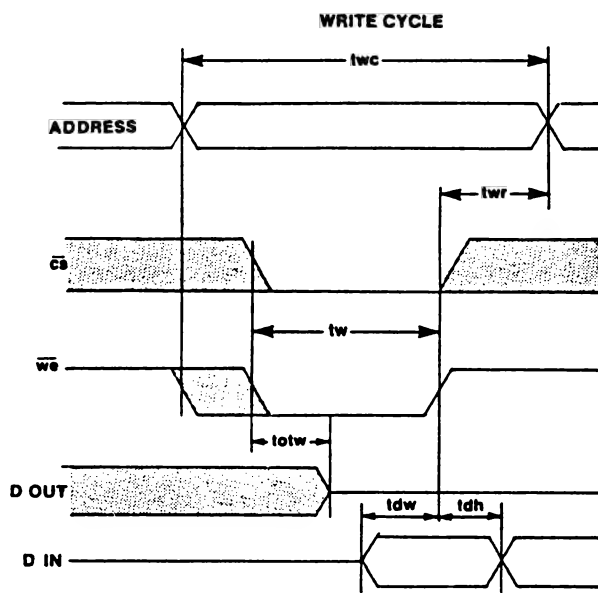 WRITE CYCLE
twc
ADDRESS
twr
cs
tw
we
totw
D OUT
tdw
tdh
D IN